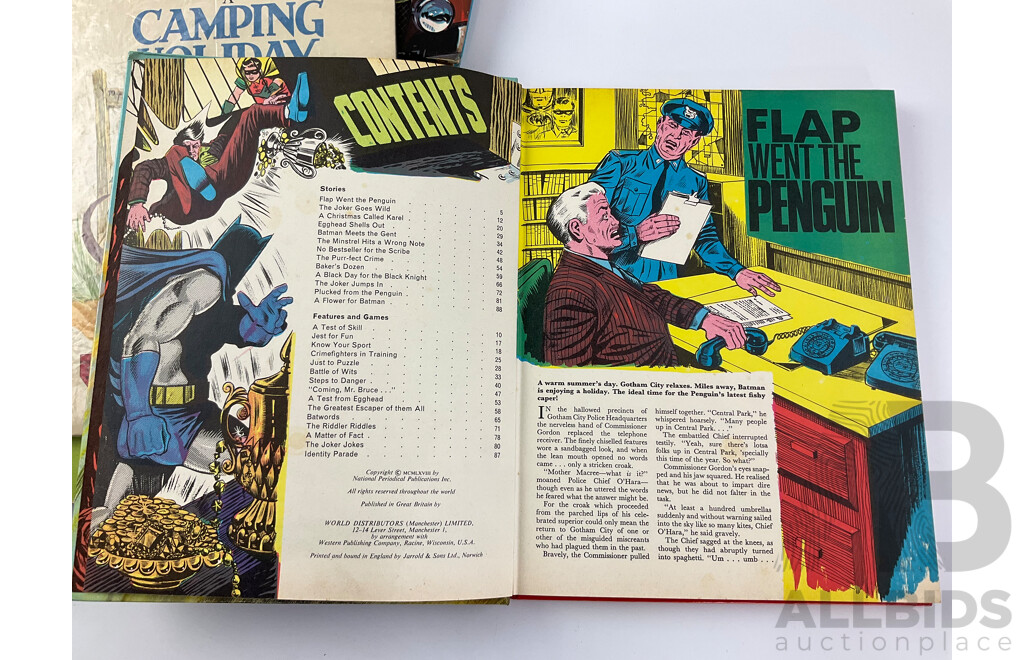 A
CAMPING
HOLIDAY
CONTENTS
Stories
Flap Went the Penguin . . . . 5
The Joker Goes Wild . . . . 12
A Christmas Called Karel . . . . 20
Egghead Shells Out . . . . 29
Batman Meets the Gent . . . . 34
The Minstrel Hits a Wrong Note . . . . 42
No Bestseller for the Scribe . . . . 48
The Purr-fect Crime . . . . 54
Baker's Dozen . . . . 59
A Black Day for the Black Knight . . . . 66
The Joker Jumps In . . . . 72
Plucked from the Penguin . . . . 81
A Flower for Batman . . . . 88
Features and Games
A Test of Skill . . . . 10
Jest for Fun . . . . 17
Know Your Sport . . . . 18
Crimefighters in Training . . . . 25
Just to Puzzle . . . . 28
Battle of Wits . . . . 33
Steps to Danger . . . . 40
"Coming, Mr. Bruce . . ." . . . . 47
A Test from Egghead . . . . 53
The Greatest Escaper of them All . . . . 58
Batwords . . . . 65
The Riddler Riddles . . . . 71
A Matter of Fact . . . . 78
The Joker Jokes . . . . 80
Identity Parade . . . . 87
Copyright © MCMLXVIII by
National Periodical Publications Inc.
All rights reserved throughout the world
Published in Great Britain by
WORLD DISTRIBUTORS (Manchester) LIMITED,
12-14 Lever Street, Manchester 1,
by arrangement with
Western Publishing Company, Racine, Wisconsin, U.S.A.
Printed and bound in England by Jarrold & Sons Ltd., Norwich
FLAP
WENT THE
PENGUIN
A warm summer's day. Gotham City relaxes. Miles away, Batman
is enjoying a holiday. The ideal time for the Penguin's latest fishy
caper!
IN the hallowed precincts of
Gotham City Police Headquarters
the nerveless hand of Commissioner
Gordon replaced the telephone
receiver. The finely chiselled features
wore a sandbagged look, and when
the lean mouth opened no words
came . . . only a stricken croak.
"Mother Macree—what is it?"
moaned Police Chief O'Hara—
though even as he uttered the words
he feared what the answer might be.
For the croak which proceeded
from the parched lips of his cele-
brated superior could only mean the
return to Gotham City of one or
other of the misguided miscreants
who had plagued them in the past.
Bravely, the Commissioner pulled
himself together. "Central Park," he
whispered hoarsely. "Many people
up in Central Park. . . ."
The embattled Chief interrupted
testily. "Yeah, sure there's lotsa
folks up in Central Park, 'specially
this time of the year. So what?"
Commissioner Gordon's eyes snap-
ped and his jaw squared. He realised
that he was about to impart dire
news, but he did not falter in the
task.
"At least a hundred umbrellas
suddenly and without warning sailed
into the sky like so many kites, Chief
O'Hara," he said gravely.
The Chief sagged at the knees, as
though they had abruptly turned
into spaghetti. "Um . . . umb . . .
B
ALLBIDS
auctionplace